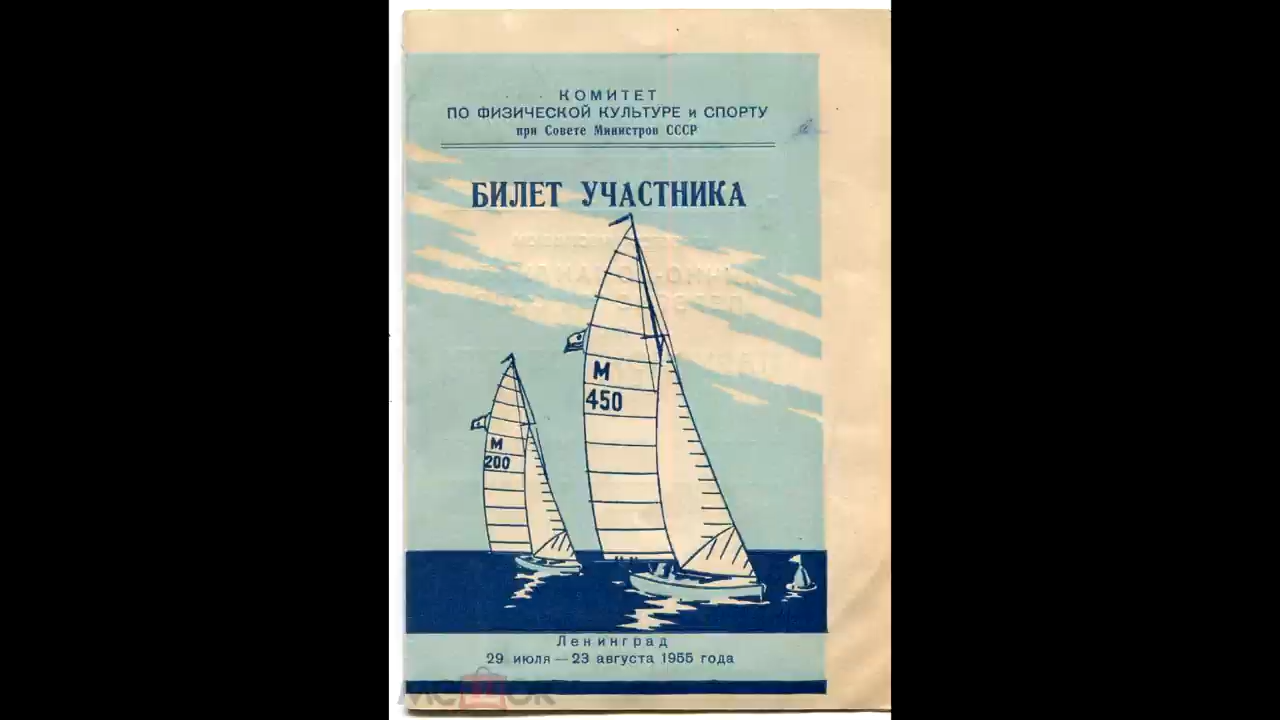 КОМИТЕТ
ПО ФИЗИЧЕСКОЙ КУЛЬТУРЕ и СПОРТУ
при Совете Министров СССР
БИЛЕТ УЧАСТНИКА
М
450
М
200
Ленинград
29 июля — 23 августа 1955 года